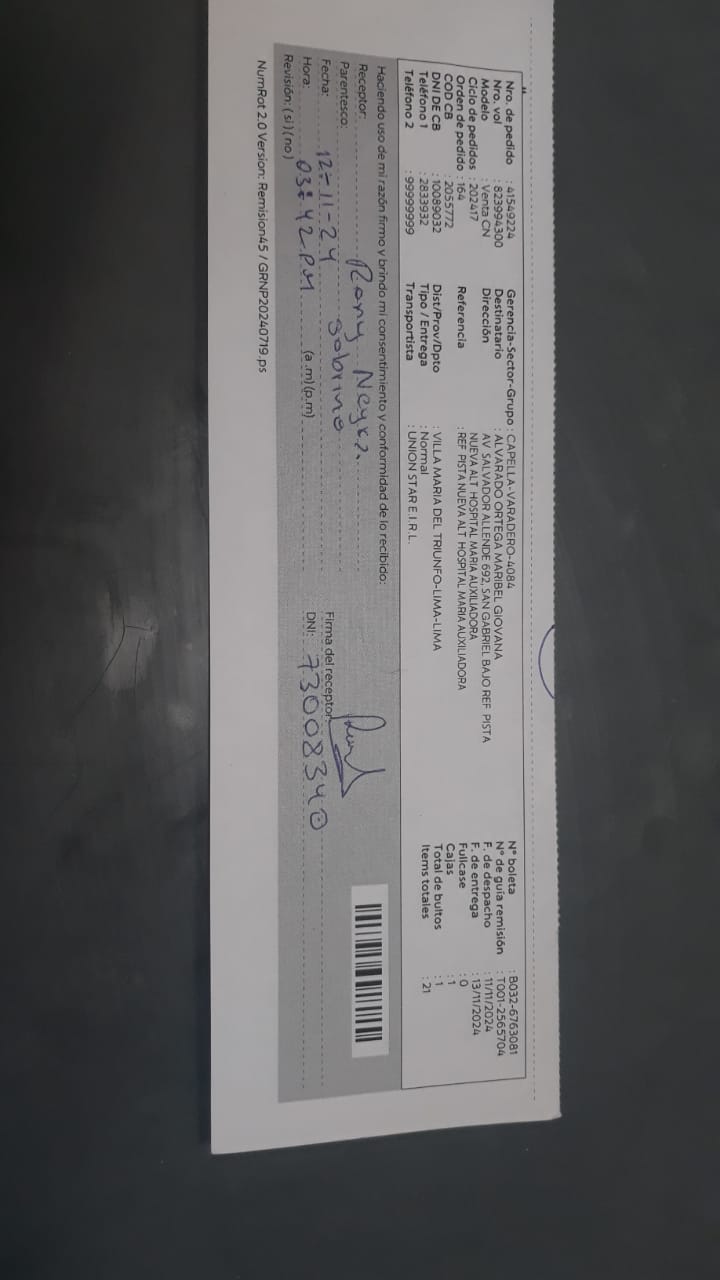 Nro. de pedido : 41549224
Nro. vol : 823994300
Modelo : Venta CN
Ciclo de pedidos : 202417
Orden de pedido : 164
COD CB : 2055772
DNI DE CB : 10089032
Teléfono 1 : 2833932
Teléfono 2 : 99999999
Gerencia-Sector-Grupo : CAPELLA-VARADERO-4084
Destinatario : ALVARADO ORTEGA MARIBEL GIOVANA
Dirección : AV SALVADOR ALLENDE 692, SAN GABRIEL BAJO REF PISTA
NUEVA ALT HOSPITAL MARIA AUXILIADORA
Referencia : REF PISTA NUEVA ALT HOSPITAL MARIA AUXILIADORA
Dist/Prov/Dpto : VILLA MARIA DEL TRIUNFO-LIMA-LIMA
Tipo / Entrega : Normal
Transportista : UNION STAR E.I.R.L.
N° boleta : B032-6763081
N° de guía remisión : T001-2565704
F. de despacho : 11/11/2024
F. de entrega : 13/11/2024
Fullcase : 0
Cajas : 1
Total de bultos : 1
Items totales : 21
Haciendo uso de mi razón firmo y brindo mi consentimiento y conformidad de lo recibido:
Receptor: Rony Neyra.
Parentesco: sobrino
Fecha: 12-11-24
Hora: 03:42 P.M (a.m)(p.m)
Revisión: (si)(no)
Firma del receptor:
DNI: 73008340
NumRot 2.0 Version: Remision45 / GRNP20240719.ps